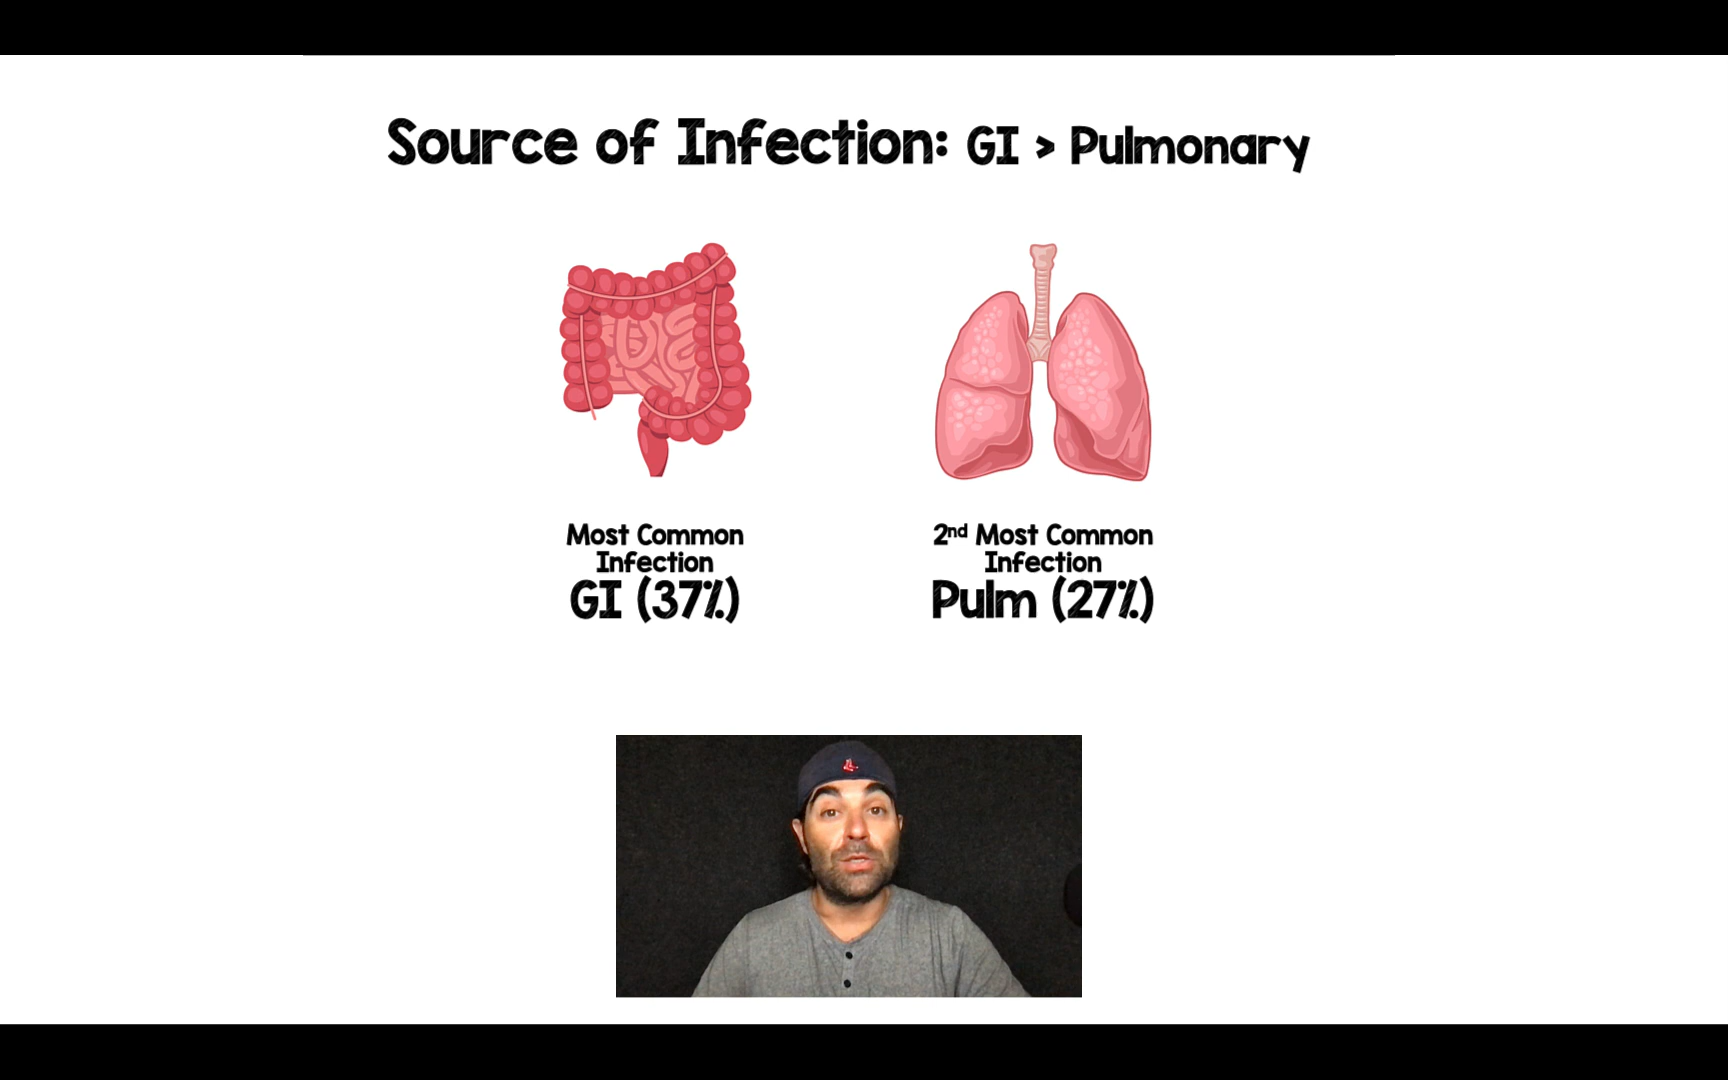 Source of Infection: GI > Pulmonary
Most Common
Infection
GI (37%)
2nd Most Common
Infection
Pulm (27%)